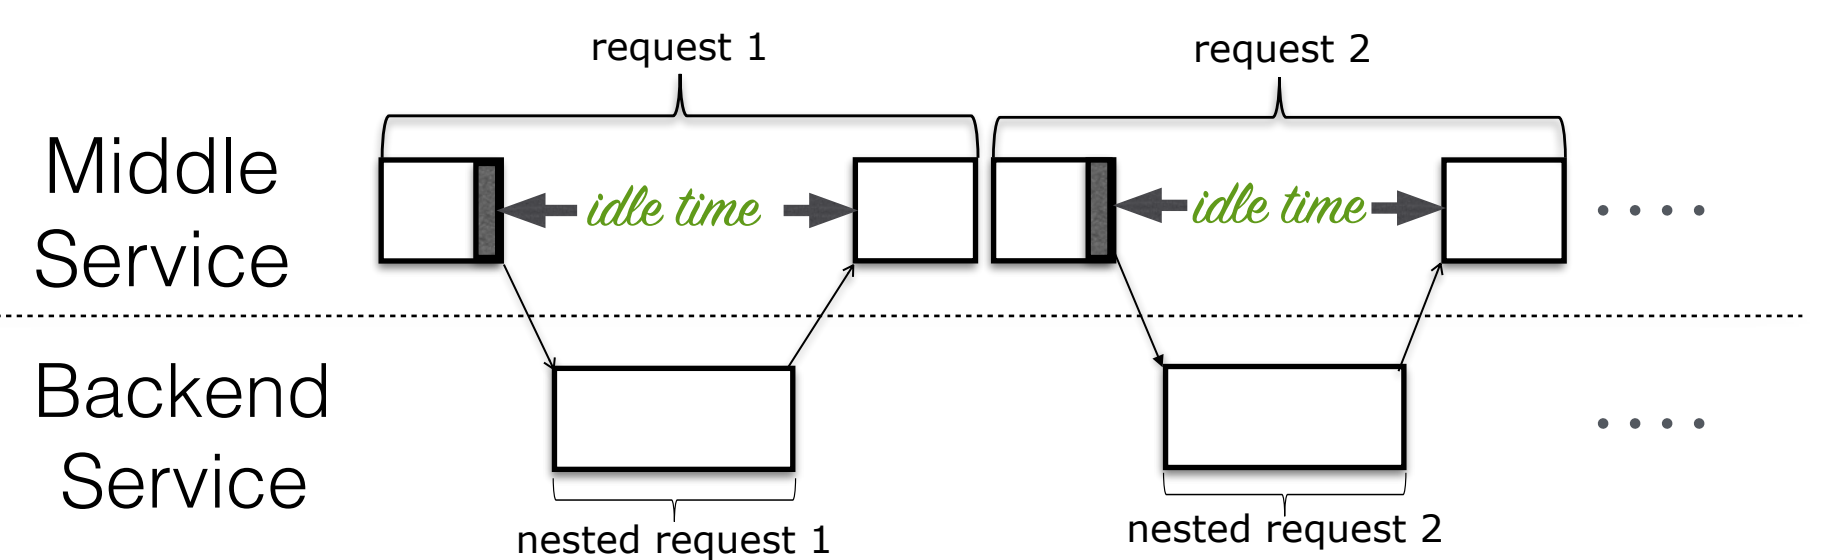 request 1
request 2
Middle
Service
idle time
idle time
Backend
Service
nested request 1
nested request 2